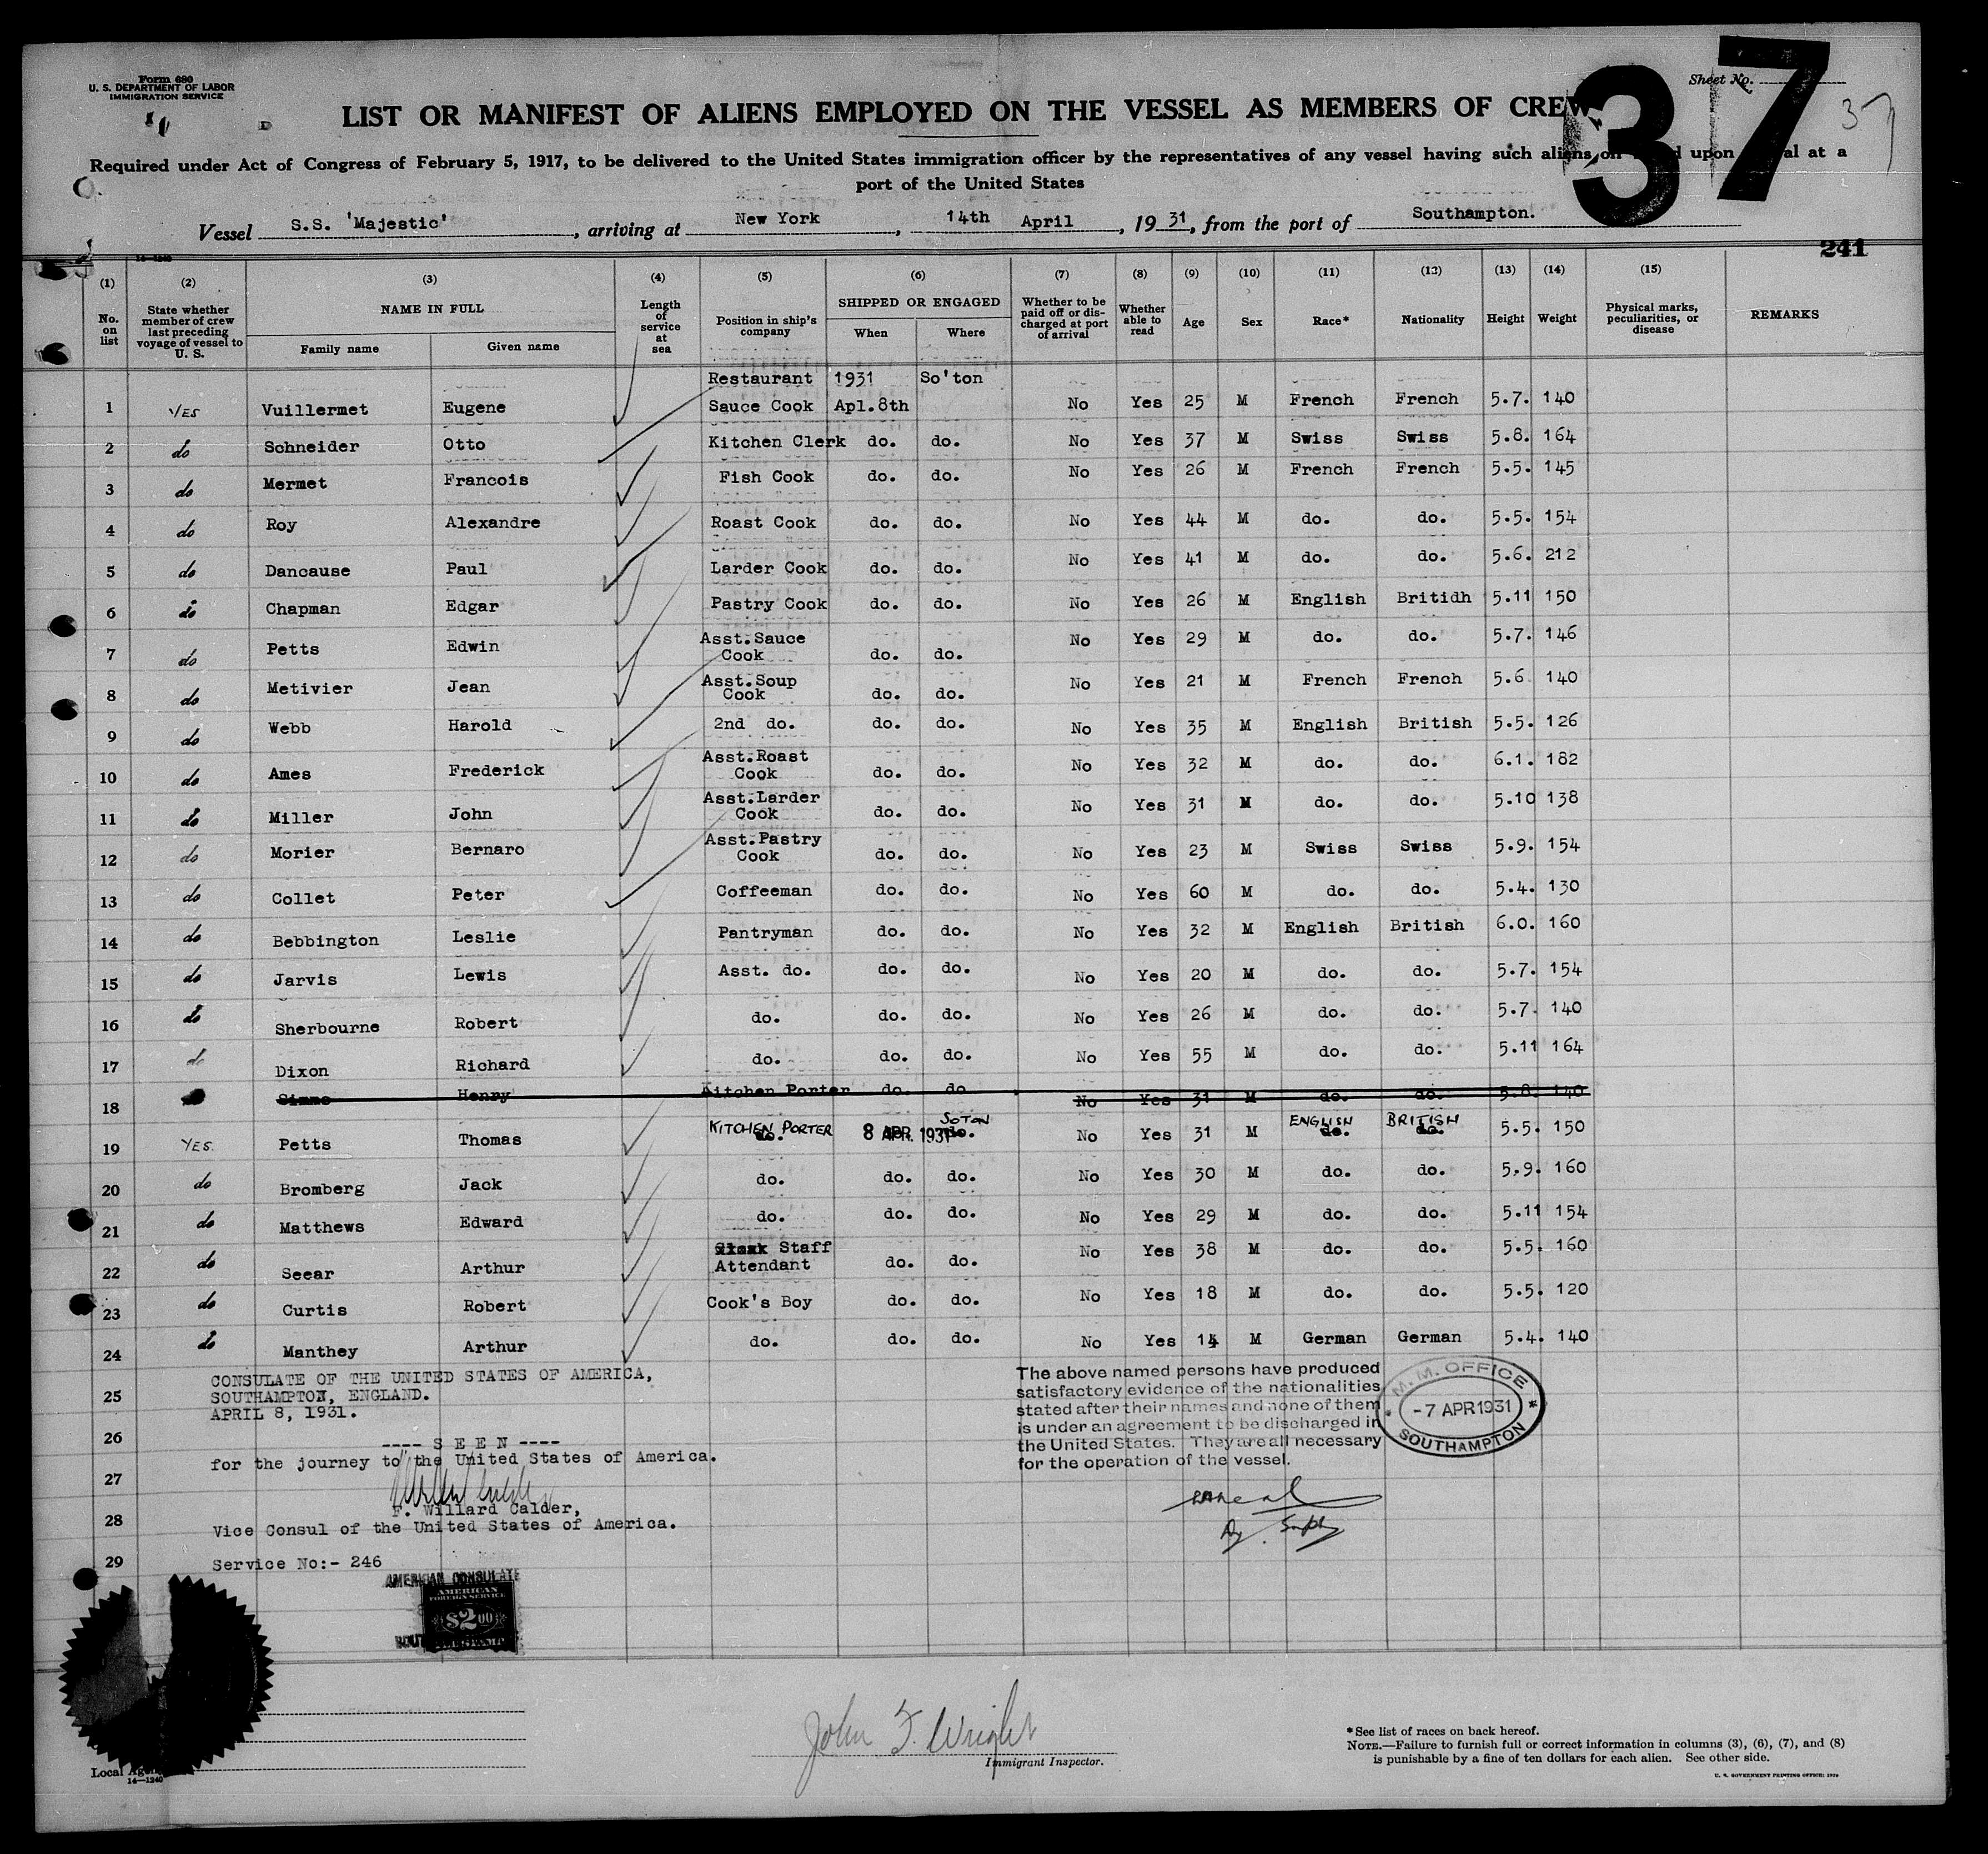 Form 680
U. S. DEPARTMENT OF LABOR
IMMIGRATION SERVICE
Sheet No.
37
37
LIST OR MANIFEST OF ALIENS EMPLOYED ON THE VESSEL AS MEMBERS OF CREW
Required under Act of Congress of February 5, 1917, to be delivered to the United States immigration officer by the representatives of any vessel having such aliens on upon at a
port of the United States
Vessel S.S. 'Majestic', arriving at New York, 14th April, 1931, from the port of Southampton.
241
14—1240
(1) (2) (3) (4) (5) (6) (7) (8) (9) (10) (11) (12) (13) (14) (15)
No. on list State whether member of crew last preceding voyage of vessel to U. S. NAME IN FULL Length of service at sea Position in ship's company SHIPPED OR ENGAGED Whether to be paid off or discharged at port of arrival Whether able to read Age Sex Race* Nationality Height Weight Physical marks, peculiarities, or disease REMARKS
Family name Given name When Where
Restaurant 1931 So'ton
1 YES Vuillermet Eugene Sauce Cook Apl.8th No Yes 25 M French French 5.7. 140
2 do Schneider Otto Kitchen Clerk do. do. No Yes 37 M Swiss Swiss 5.8. 164
3 do Mermet Francois Fish Cook do. do. No Yes 26 M French French 5.5. 145
4 do Roy Alexandre Roast Cook do. do. No Yes 44 M do. do. 5.5. 154
5 do Dancause Paul Larder Cook do. do. No Yes 41 M do. do. 5.6. 212
6 do Chapman Edgar Pastry Cook do. do. No Yes 26 M English Britidh 5.11 150
7 do Petts Edwin Asst.Sauce Cook do. do. No Yes 29 M do. do. 5.7. 146
8 do Metivier Jean Asst.Soup Cook do. do. No Yes 21 M French French 5.6 140
9 do Webb Harold 2nd do. do. do. No Yes 35 M English British 5.5. 126
10 do Ames Frederick Asst.Roast Cook do. do. No Yes 32 M do. do. 6.1. 182
11 do Miller John Asst.Larder Cook do. do. No Yes 31 M do. do. 5.10 138
12 do Morier Bernaro Asst.Pastry Cook do. do. No Yes 23 M Swiss Swiss 5.9. 154
13 do Collet Peter Coffeeman do. do. No Yes 60 M do. do. 5.4. 130
14 do Bebbington Leslie Pantryman do. do. No Yes 32 M English British 6.0. 160
15 do Jarvis Lewis Asst. do. do. do. No Yes 20 M do. do. 5.7. 154
16 do Sherbourne Robert do. do. do. No Yes 26 M do. do. 5.7. 140
17 do Dixon Richard do. do. do. No Yes 55 M do. do. 5.11 164
18 Simms Henry Kitchen Porter do. do No Yes 31 M do. do. 5.8. 140
19 YES. Petts Thomas KITCHEN PORTER do. 8 APR. 1931 SOTON do. No Yes 31 M ENGLISH do. BRITISH do. 5.5. 150
20 do Bromberg Jack do. do. do. No Yes 30 M do. do. 5.9. 160
21 do Matthews Edward do. do. do. No Yes 29 M do. do. 5.11 154
22 do Seear Arthur Staff Attendant do. do. No Yes 38 M do. do. 5.5. 160
23 do Curtis Robert Cook's Boy do. do. No Yes 18 M do. do. 5.5. 120
24 do Manthey Arthur do. do. do. No Yes 14 M German German 5.4. 140
25
26
27
28
29
CONSULATE OF THE UNITED STATES OF AMERICA,
SOUTHAMPTON, ENGLAND.
APRIL 8, 1931.
---- S E E N ----
for the journey to the United States of America.
F. Willard Calder,
Vice Consul of the United States of America.
Service No:- 246
AMERICAN CONSULATE
AMERICAN
FOREIGN SERVICE
$2.00
The above named persons have produced
satisfactory evidence of the nationalities
stated after their names and none of them
is under an agreement to be discharged in
the United States. They are all necessary
for the operation of the vessel.
M. M. OFFICE
-7 APR 1931
SOUTHAMPTON
John F. Wright
Immigrant Inspector.
Local
14—1240
*See list of races on back hereof.
NOTE.—Failure to furnish full or correct information in columns (3), (6), (7), and (8)
is punishable by a fine of ten dollars for each alien. See other side.
U. S. GOVERNMENT PRINTING OFFICE: